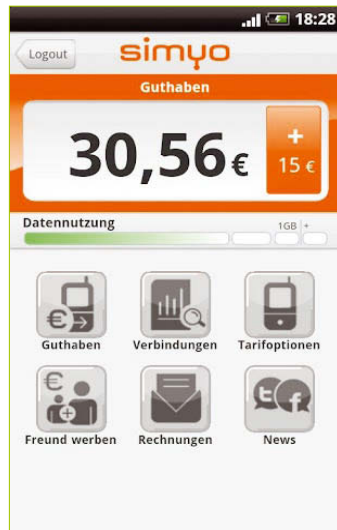 18:28
Logout
simyo
Guthaben
30,56 €
+
15 €
Datennutzung
1GB +
Guthaben
Verbindungen
Tarifoptionen
Freund werben
Rechnungen
News